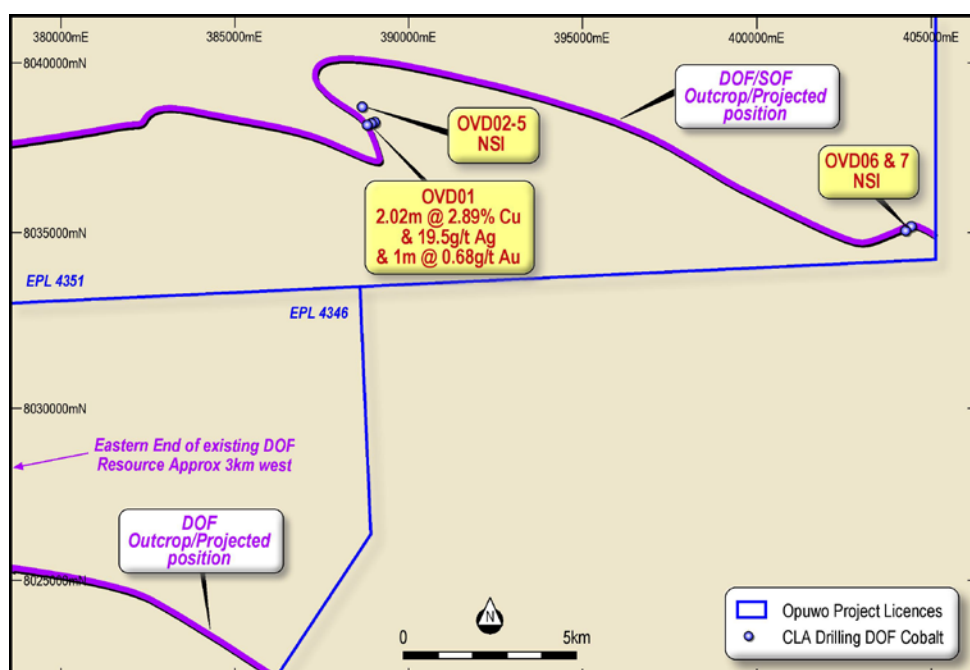 380000mE
385000mE
390000mE
395000mE
400000mE
405000mE
8040000mN
DOF/SOF
Outcrop/Projected
position
OVD02-5
NSI
OVD06 & 7
NSI
OVD01
2.02m @ 2.89% Cu
& 19.5g/t Ag
& 1m @ 0.68g/t Au
8035000mN
EPL 4351
EPL 4346
8030000mN
Eastern End of existing DOF
Resource Approx 3km west
DOF
Outcrop/Projected
position
8025000mN
N
0
5km
Opuwo Project Licences
CLA Drilling DOF Cobalt